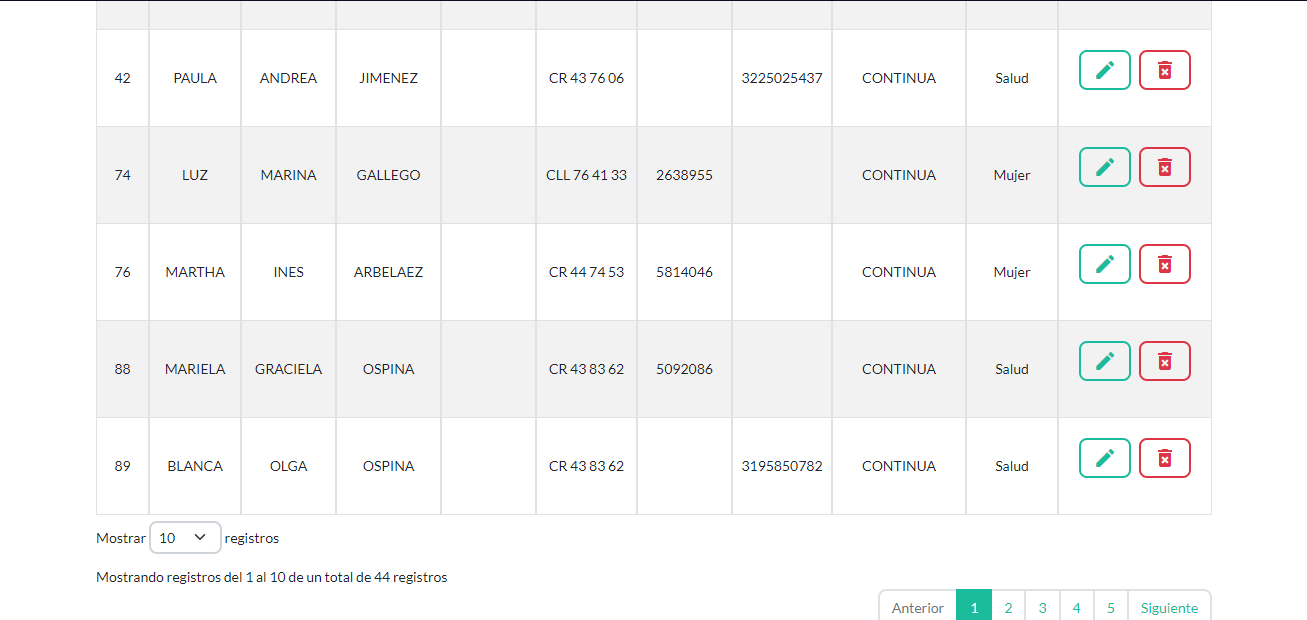 42 PAULA ANDREA JIMENEZ CR 43 76 06 3225025437 CONTINUA Salud
74 LUZ MARINA GALLEGO CLL 76 41 33 2638955 CONTINUA Mujer
76 MARTHA INES ARBELAEZ CR 44 74 53 5814046 CONTINUA Mujer
88 MARIELA GRACIELA OSPINA CR 43 83 62 5092086 CONTINUA Salud
89 BLANCA OLGA OSPINA CR 43 83 62 3195850782 CONTINUA Salud
Mostrar 10 registros
Mostrando registros del 1 al 10 de un total de 44 registros
Anterior 1 2 3 4 5 Siguiente